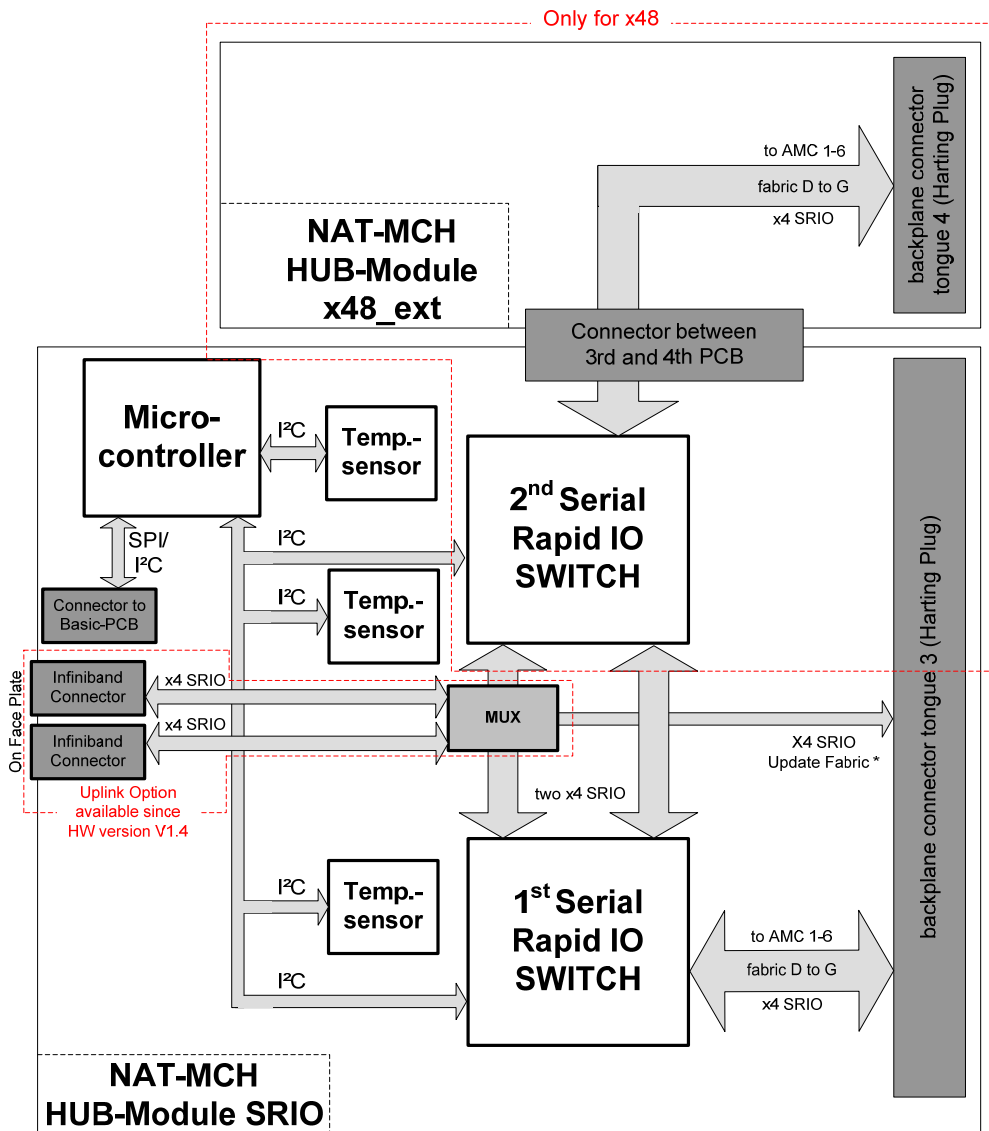 Only for x48
to AMC 1-6
fabric D to G
x4 SRIO
backplane connector
tongue 4 (Harting Plug)
NAT-MCH
HUB-Module
x48_ext
Connector between
3rd and 4th PCB
Micro-
controller
I²C
Temp.-
sensor
2nd Serial
Rapid IO
SWITCH
SPI/
I²C
I²C
Connector to
Basic-PCB
I²C
Temp.-
sensor
On Face Plate
Infiniband
Connector
x4 SRIO
Infiniband
Connector
x4 SRIO
MUX
X4 SRIO
Update Fabric *
Uplink Option
available since
HW version V1.4
two x4 SRIO
backplane connector tongue 3 (Harting Plug)
I²C
Temp.-
sensor
1st Serial
Rapid IO
SWITCH
I²C
to AMC 1-6
fabric D to G
x4 SRIO
NAT-MCH
HUB-Module SRIO